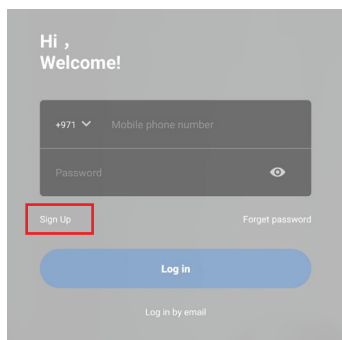 Hi ,
Welcome!
+971 Mobile phone number
Password
Sign Up Forget password
Log in
Log in by email